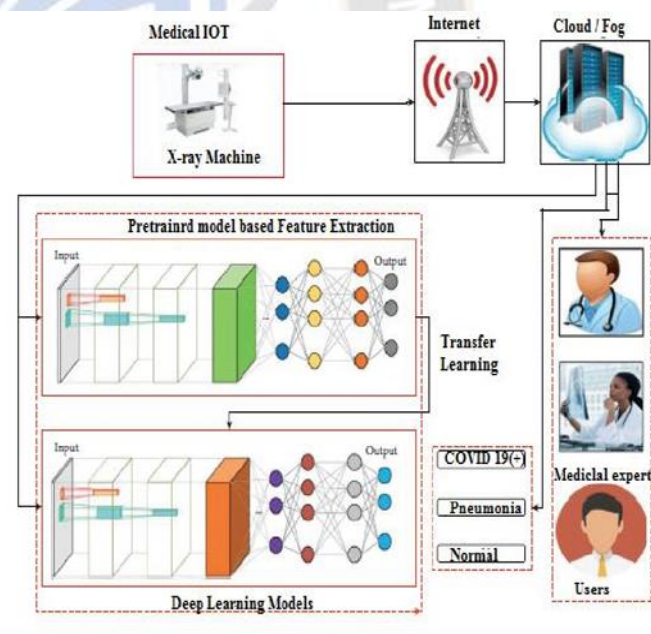 Medical IOT
Internet
Cloud / Fog
X-ray Machine
Pretrainrd model based Feature Extraction
Input
Output
Transfer
Learning
Input
Output
COVID 19(+)
Pneumonia
Normal
Mediclal expert
Users
Deep Learning Models